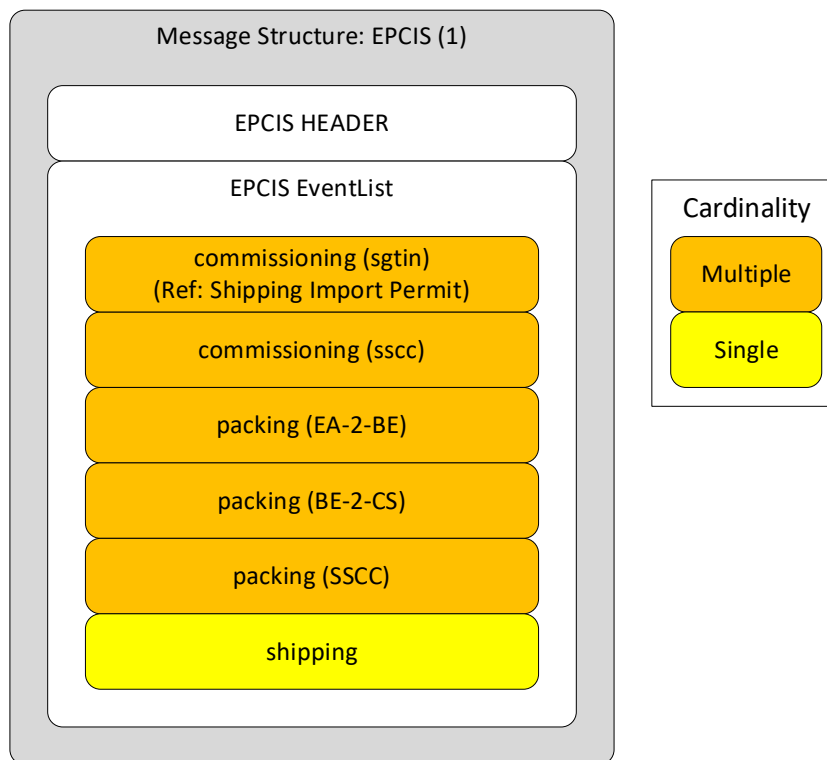 Message Structure: EPCIS (1)
EPCIS HEADER
EPCIS EventList
commissioning (sgtin)
(Ref: Shipping Import Permit)
commissioning (sscc)
packing (EA-2-BE)
packing (BE-2-CS)
packing (SSCC)
shipping
Cardinality
Multiple
Single